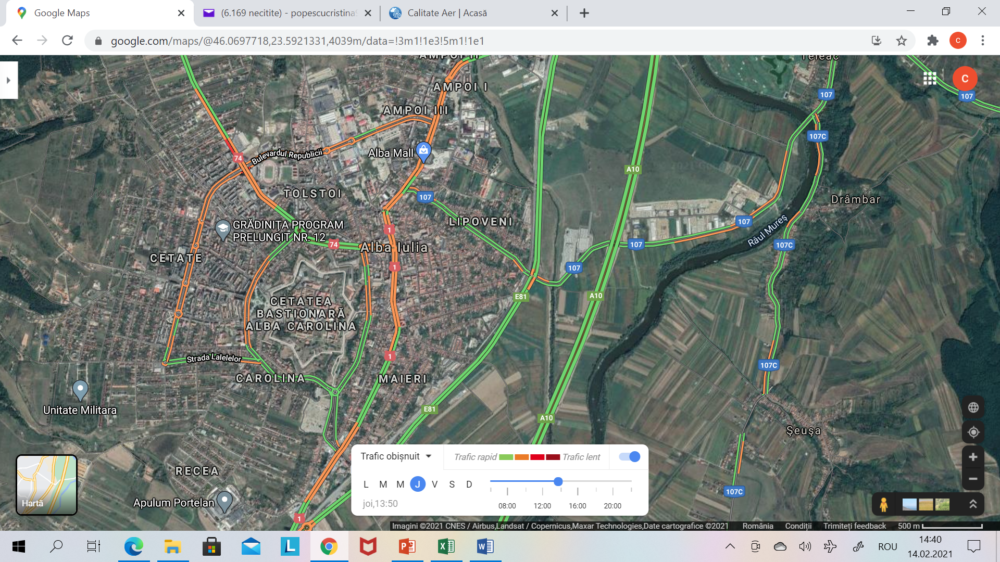 Google Maps
(6.169 necitite) - popescucristina
Calitate Aer | Acasă
google.com/maps/@46.0697718,23.5921331,4039m/data=!3m1!1e3!5m1!1e1
C
AMPOI II
Teleac
C
AMPOI I
107
107
AMPOI III
107C
Alba Mall
Bulevardul Republicii
74
A10
TOLSTOI
107
Drâmbar
LIPOVENI
107
GRĂDINIȚA PROGRAM
PRELUNGIT NR. 12
1
Râul Mureș
74
Alba Iulia
107
107C
CETATE
1
107
E81
A10
CETATEA
BASTIONARĂ
ALBA CAROLINA
Strada Lalelelor
1
107C
CAROLINA
MAIERI
Unitate Militara
E81
A10
Șeușa
Trafic obișnuit
Trafic rapid
Trafic lent
RECEA
L M M J V S D
107C
Apulum Portelan
Hartă
joi,13:50
08:00 12:00 16:00 20:00
1
Imagini ©2021 CNES / Airbus,Landsat / Copernicus,Maxar Technologies,Date cartografice ©2021
România
Condiții
Trimiteți feedback
500 m
L
P
X
W
ROU
14:40
14.02.2021